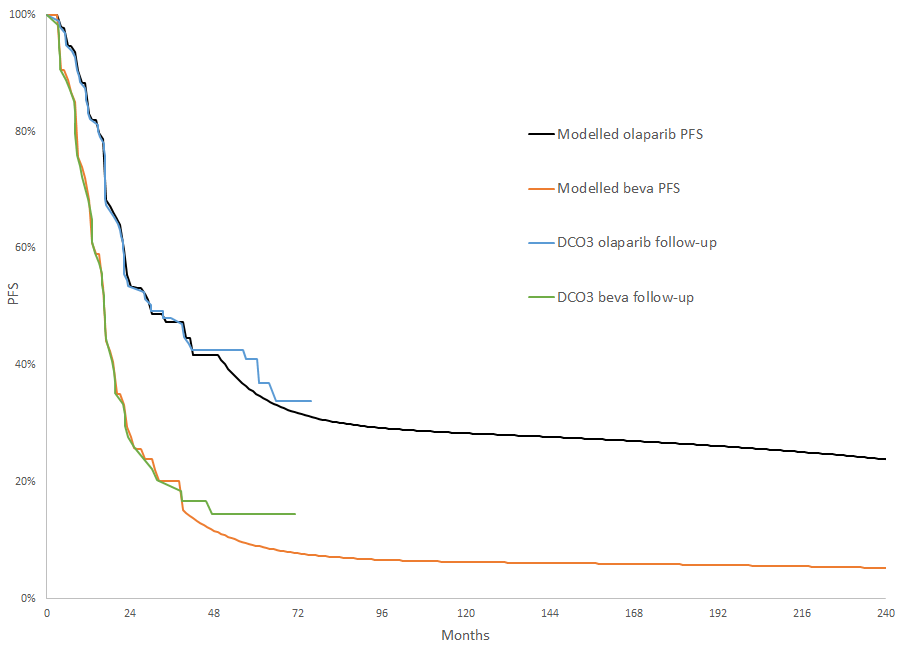 100%
80%
60%
40%
20%
0%
PFS
Modelled olaparib PFS
Modelled beva PFS
DCO3 olaparib follow-up
DCO3 beva follow-up
0 24 48 72 96 120 144 168 192 216 240
Months